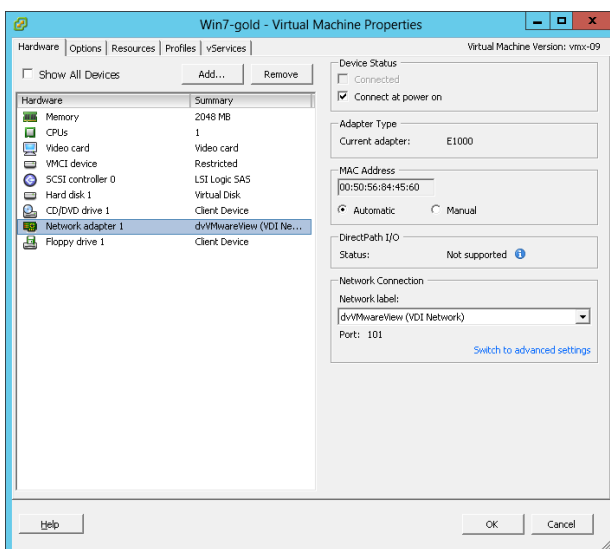 Win7-gold - Virtual Machine Properties
Hardware Options Resources Profiles vServices Virtual Machine Version: vmx-09
Show All Devices Add... Remove
Hardware Summary
Memory 2048 MB
CPUs 1
Video card Video card
VMCI device Restricted
SCSI controller 0 LSI Logic SAS
Hard disk 1 Virtual Disk
CD/DVD drive 1 Client Device
Network adapter 1 dvVMwareView (VDI Ne...
Floppy drive 1 Client Device
Device Status
Connected
Connect at power on
Adapter Type
Current adapter: E1000
MAC Address
00:50:56:84:45:60
Automatic Manual
DirectPath I/O
Status: Not supported
Network Connection
Network label:
dvVMwareView (VDI Network)
Port: 101
Switch to advanced settings
Help OK Cancel